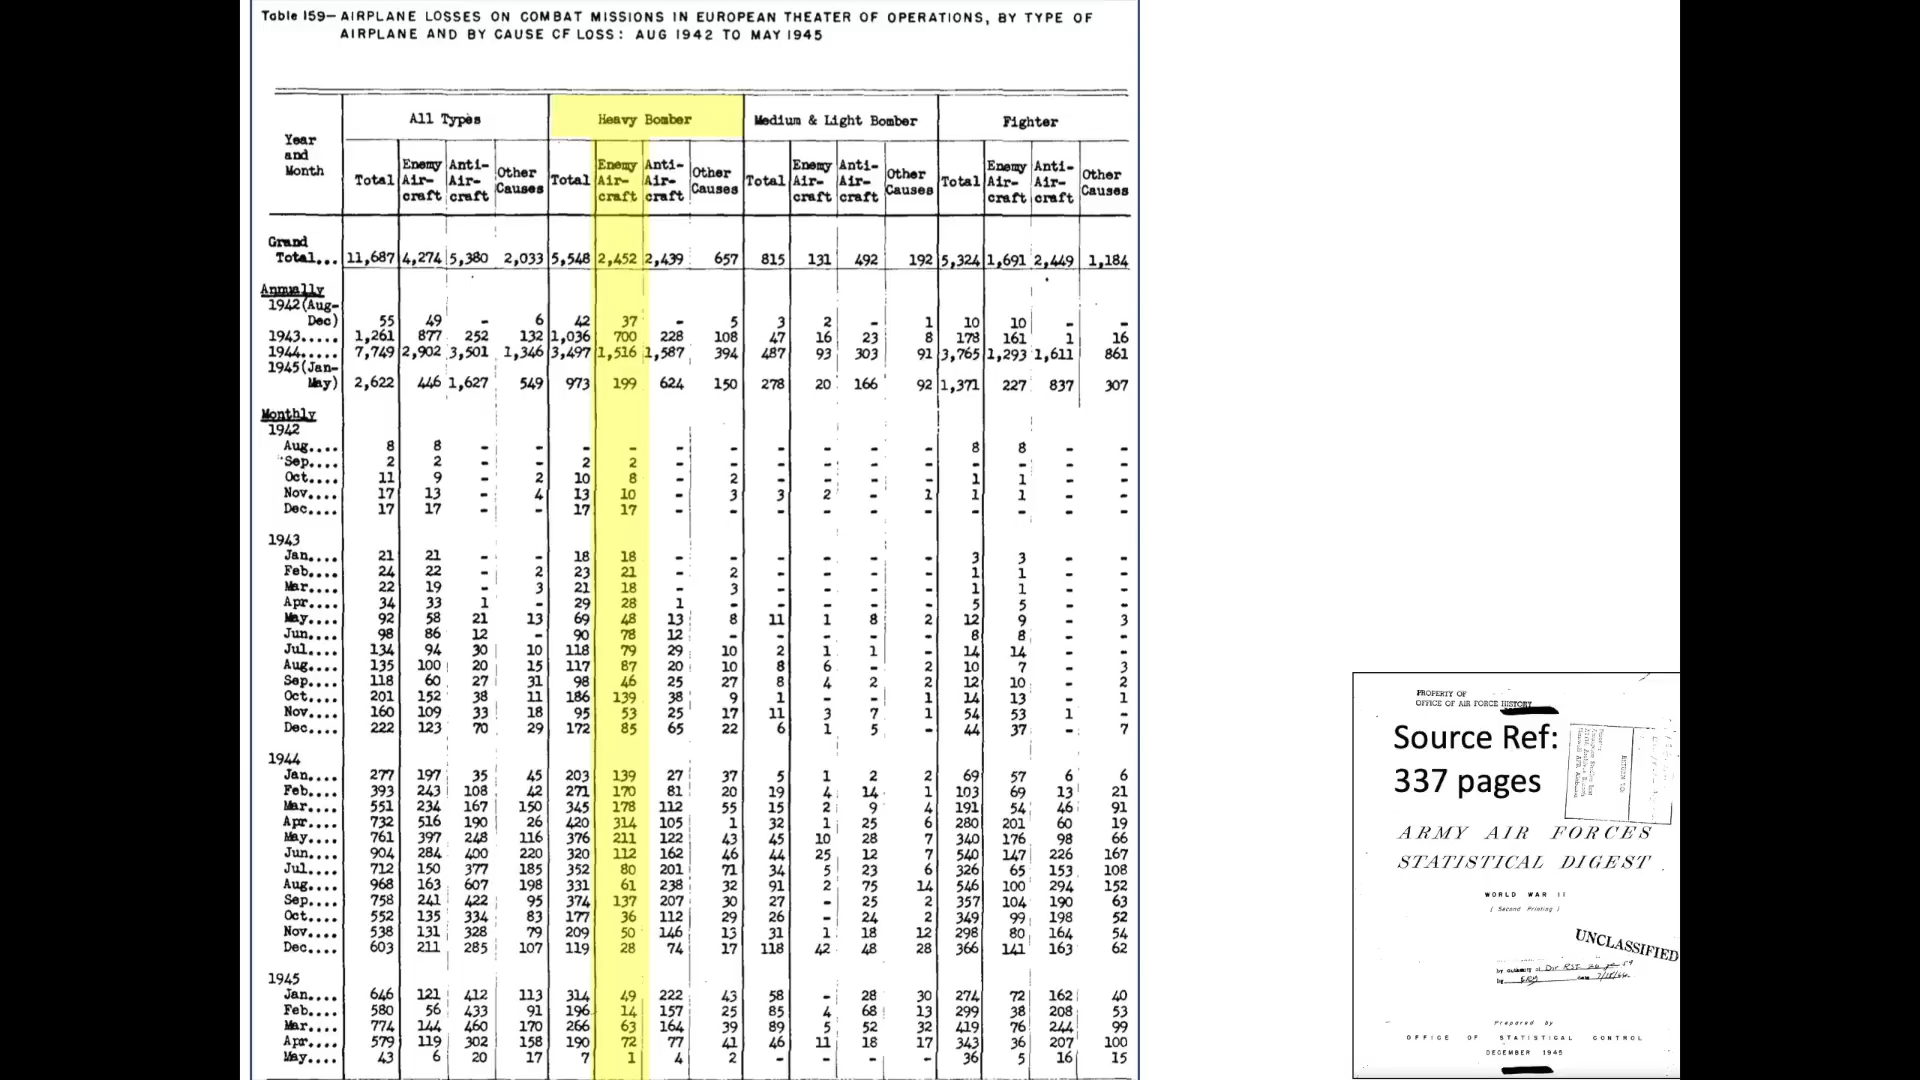 Table 159—AIRPLANE LOSSES ON COMBAT MISSIONS IN EUROPEAN THEATER OF OPERATIONS, BY TYPE OF
AIRPLANE AND BY CAUSE CF LOSS: AUG 1942 TO MAY 1945
Year and Month | All Types | Heavy Bomber | Medium & Light Bomber | Fighter
Total | Enemy Air-craft | Anti-Air-craft | Other Causes | Total | Enemy Air-craft | Anti-Air-craft | Other Causes | Total | Enemy Air-craft | Anti-Air-craft | Other Causes | Total | Enemy Air-craft | Anti-Air-craft | Other Causes
Grand
Total... 11,687 4,274 5,380 2,033 5,548 2,452 2,439 657 815 131 492 192 5,324 1,691 2,449 1,184
Annually
1942(Aug-
Dec) 55 49 - 6 42 37 - 5 3 2 - 1 10 10 - -
1943..... 1,261 877 252 132 1,036 700 228 108 47 16 23 8 178 161 1 16
1944..... 7,749 2,902 3,501 1,346 3,497 1,516 1,587 394 487 93 303 91 3,765 1,293 1,611 861
1945(Jan-
May) 2,622 446 1,627 549 973 199 624 150 278 20 166 92 1,371 227 837 307
Monthly
1942
Aug.... 8 8 - - - - - - - - - - 8 8 - -
Sep.... 2 2 - - 2 2 - - - - - - - - - -
Oct.... 11 9 - 2 10 8 - 2 - - - - 1 1 - -
Nov.... 17 13 - 4 13 10 - 3 3 2 - 1 1 1 - -
Dec.... 17 17 - - 17 17 - - - - - - - - - -
1943
Jan.... 21 21 - - 18 18 - - - - - - 3 3 - -
Feb.... 24 22 - 2 23 21 - 2 - - - - 1 1 - -
Mar.... 22 19 - 3 21 18 - 3 - - - - 1 1 - -
Apr.... 34 33 1 - 29 28 1 - - - - - 5 5 - -
May.... 92 58 21 13 69 48 13 8 11 1 8 2 12 9 - 3
Jun.... 98 86 12 - 90 78 12 - - - - - 8 8 - -
Jul.... 134 94 30 10 118 79 29 10 2 1 1 - 14 14 - -
Aug.... 135 100 20 15 117 87 20 10 8 6 - 2 10 7 - 3
Sep.... 118 60 27 31 98 46 25 27 8 4 2 2 12 10 - 2
Oct.... 201 152 38 11 186 139 38 9 1 - - 1 14 13 - 1
Nov.... 160 109 33 18 95 53 25 17 11 3 7 1 54 53 1 -
Dec.... 222 123 70 29 172 85 65 22 6 1 5 - 44 37 - 7
1944
Jan.... 277 197 35 45 203 139 27 37 5 1 2 2 69 57 6 6
Feb.... 393 243 108 42 271 170 81 20 19 4 14 1 103 69 13 21
Mar.... 551 234 167 150 345 178 112 55 15 2 9 4 191 54 46 91
Apr.... 732 516 190 26 420 314 105 1 32 1 25 6 280 201 60 19
May.... 761 397 248 116 376 211 122 43 45 10 28 7 340 176 98 66
Jun.... 904 284 400 220 320 112 162 46 44 25 12 7 540 147 226 167
Jul.... 712 150 377 185 352 80 201 71 34 5 23 6 326 65 153 108
Aug.... 968 163 607 198 331 61 238 32 91 2 75 14 546 100 294 152
Sep.... 758 241 422 95 374 137 207 30 27 - 25 2 357 104 190 63
Oct.... 552 135 334 83 177 36 112 29 26 - 24 2 349 99 198 52
Nov.... 538 131 328 79 209 50 146 13 31 1 18 12 298 80 164 54
Dec.... 603 211 285 107 119 28 74 17 118 42 48 28 366 141 163 62
1945
Jan.... 646 121 412 113 314 49 222 43 58 - 28 30 274 72 162 40
Feb.... 580 56 433 91 196 14 157 25 85 4 68 13 299 38 208 53
Mar.... 774 144 460 170 266 63 164 39 89 5 52 32 419 76 244 99
Apr.... 579 119 302 158 190 72 77 41 46 11 18 17 343 36 207 100
May.... 43 6 20 17 7 1 4 2 - - - - 36 5 16 15
PROPERTY OF
OFFICE OF AIR FORCE HISTORY
Source Ref:
337 pages
RETURN TO:
ARMY AIR FORCES
STATISTICAL DIGEST
WORLD WAR II
( Second Printing )
UNCLASSIFIED
by authority of
by
date
Prepared by
OFFICE OF STATISTICAL CONTROL
DECEMBER 1945